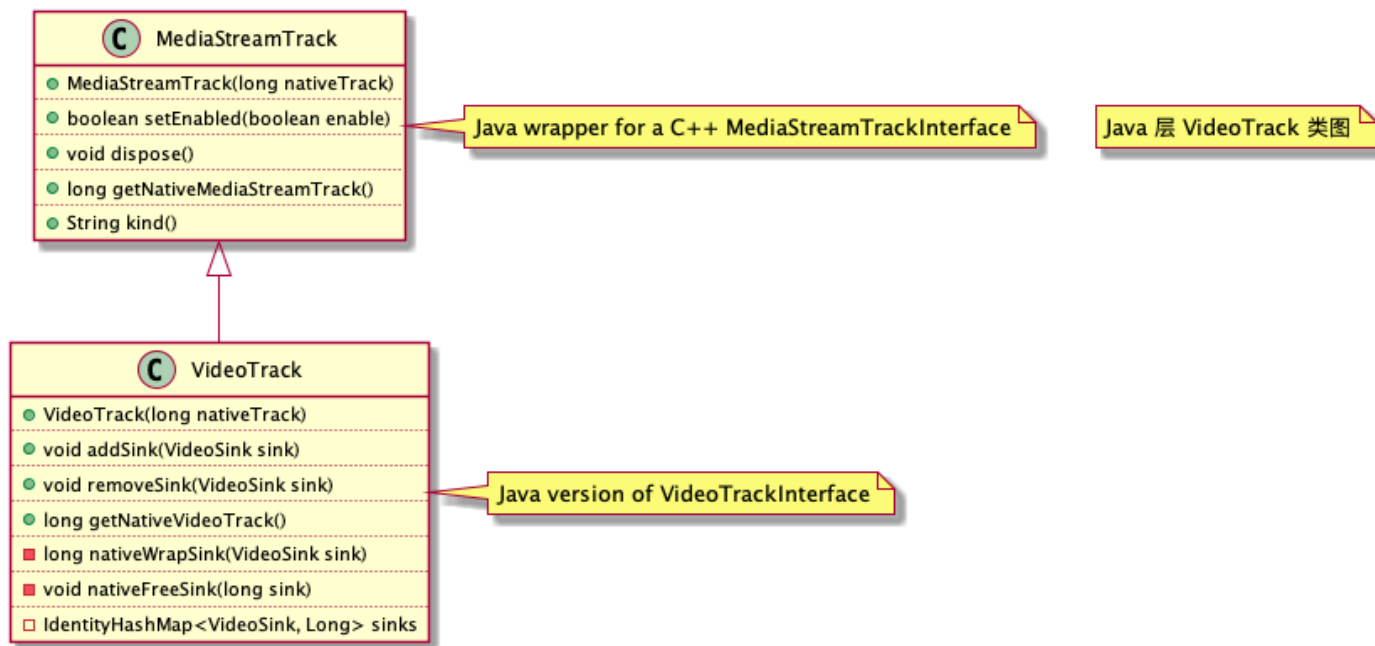 C MediaStreamTrack
MediaStreamTrack(long nativeTrack)
boolean setEnabled(boolean enable)
void dispose()
long getNativeMediaStreamTrack()
String kind()
Java wrapper for a C++ MediaStreamTrackInterface
Java 层 VideoTrack 类图
C VideoTrack
VideoTrack(long nativeTrack)
void addSink(VideoSink sink)
void removeSink(VideoSink sink)
long getNativeVideoTrack()
long nativeWrapSink(VideoSink sink)
void nativeFreeSink(long sink)
IdentityHashMap<VideoSink, Long> sinks
Java version of VideoTrackInterface